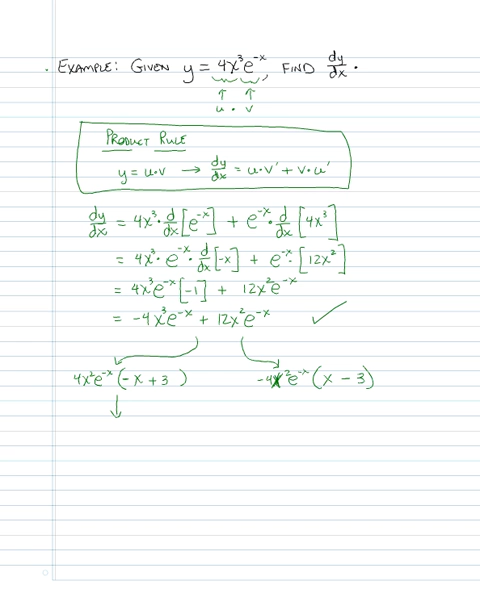 . EXAMPLE: GIVEN y = 4x³e⁻ˣ, FIND dy/dx .
↑ ↑
u · v
PRODUCT RULE
y = u·v → dy/dx = u·v' + v·u'
dy/dx = 4x³· d/dx [e⁻ˣ] + e⁻ˣ· d/dx [4x³]
= 4x³· e⁻ˣ· d/dx [-x] + e⁻ˣ· [12x²]
= 4x³e⁻ˣ [-1] + 12x²e⁻ˣ
= -4x³e⁻ˣ + 12x²e⁻ˣ ✓
4x²e⁻ˣ (-x + 3) -4x²e⁻ˣ (x - 3)
↓